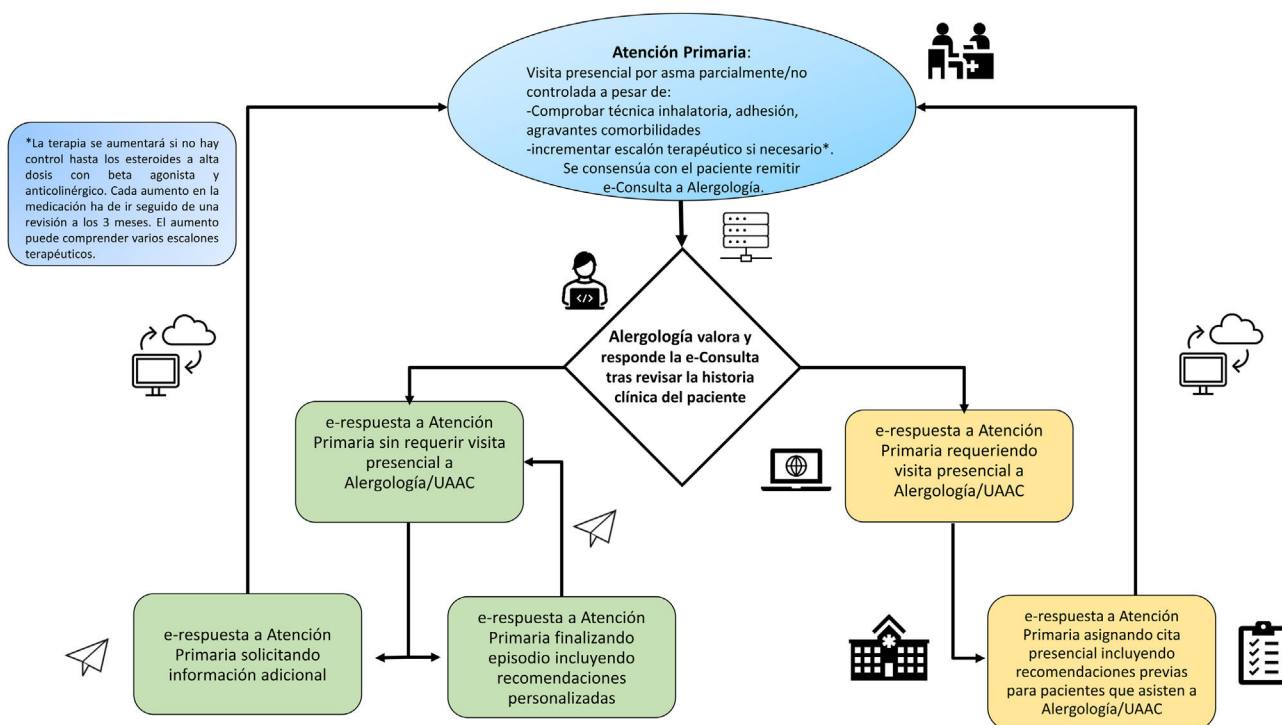 Atención Primaria:
Visita presencial por asma parcialmente/no
controlada a pesar de:
-Comprobar técnica inhalatoria, adhesión,
agravantes comorbilidades
-incrementar escalón terapéutico si necesario*.
Se consensúa con el paciente remitir
e-Consulta a Alergología.
*La terapia se aumentará si no hay
control hasta los esteroides a alta
dosis con beta agonista y
anticolinérgico. Cada aumento en la
medicación ha de ir seguido de una
revisión a los 3 meses. El aumento
puede comprender varios escalones
terapéuticos.
</>
Alergología valora y
responde la e-Consulta
tras revisar la historia
clínica del paciente
e-respuesta a Atención
Primaria sin requerir visita
presencial a
Alergología/UAAC
e-respuesta a Atención
Primaria requeriendo
visita presencial a
Alergología/UAAC
e-respuesta a Atención
Primaria solicitando
información adicional
e-respuesta a Atención
Primaria finalizando
episodio incluyendo
recomendaciones
personalizadas
e-respuesta a Atención
Primaria asignando cita
presencial incluyendo
recomendaciones previas
para pacientes que asisten a
Alergología/UAAC